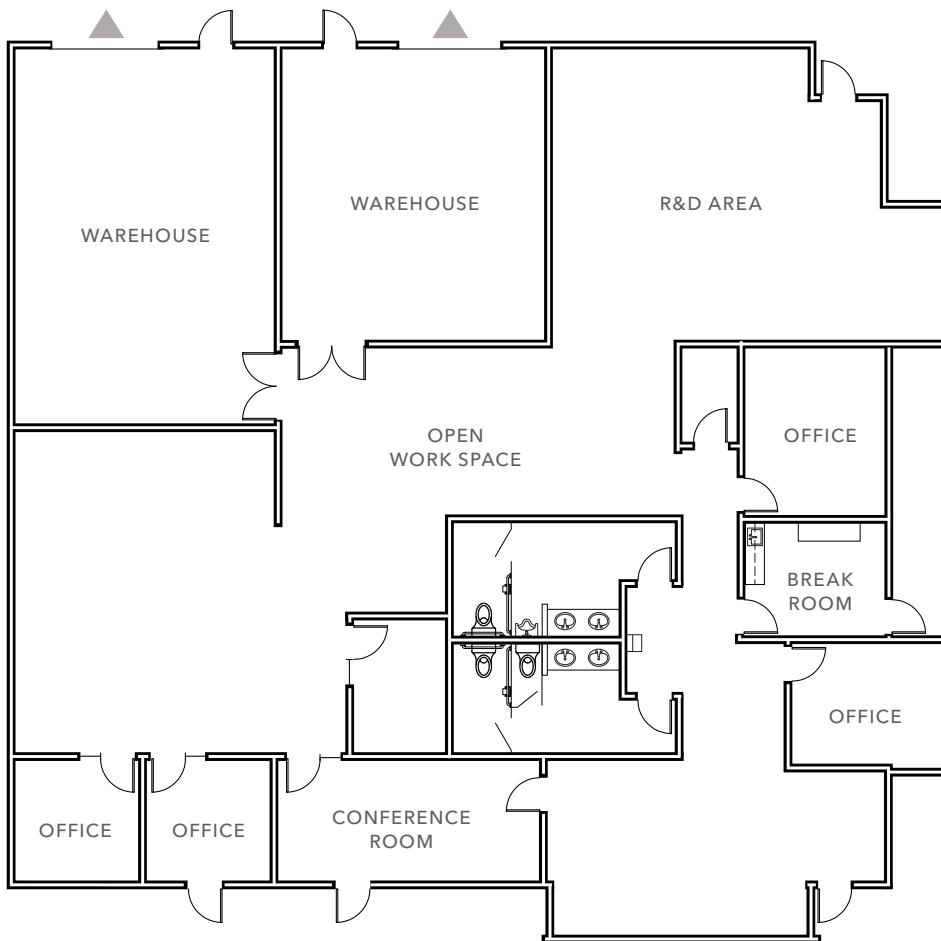 WAREHOUSE
R&D AREA
WAREHOUSE
OPEN
WORK SPACE
OFFICE
BREAK
ROOM
OFFICE
CONFERENCE
ROOM
OFFICE
OFFICE